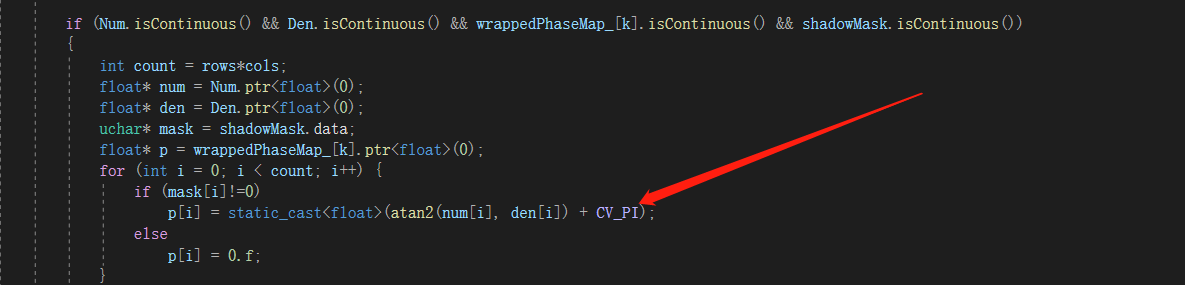 if (Num.isContinuous() && Den.isContinuous() && wrappedPhaseMap_[k].isContinuous() && shadowMask.isContinuous())
{
int count = rows*cols;
float* num = Num.ptr<float>(0);
float* den = Den.ptr<float>(0);
uchar* mask = shadowMask.data;
float* p = wrappedPhaseMap_[k].ptr<float>(0);
for (int i = 0; i < count; i++) {
if (mask[i]!=0)
p[i] = static_cast<float>(atan2(num[i], den[i]) + CV_PI);
else
p[i] = 0.f;
}